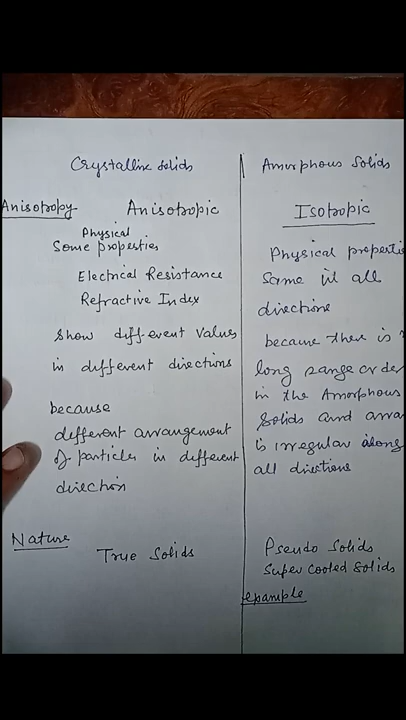 Crystalline solids
Anisotropy Anisotropic
Physical
Some properties
Electrical Resistance
Refractive Index
Show different values
in different directions
because
different arrangement
of particles in different
direction
Nature
True Solids
Amorphous Solids
Isotropic
Physical properti
Same in all
directions
because there is
long range order
in the Amorphous
Solids and arra
is irregular along
all directions
Pseudo Solids
Super Cooled Solids
example